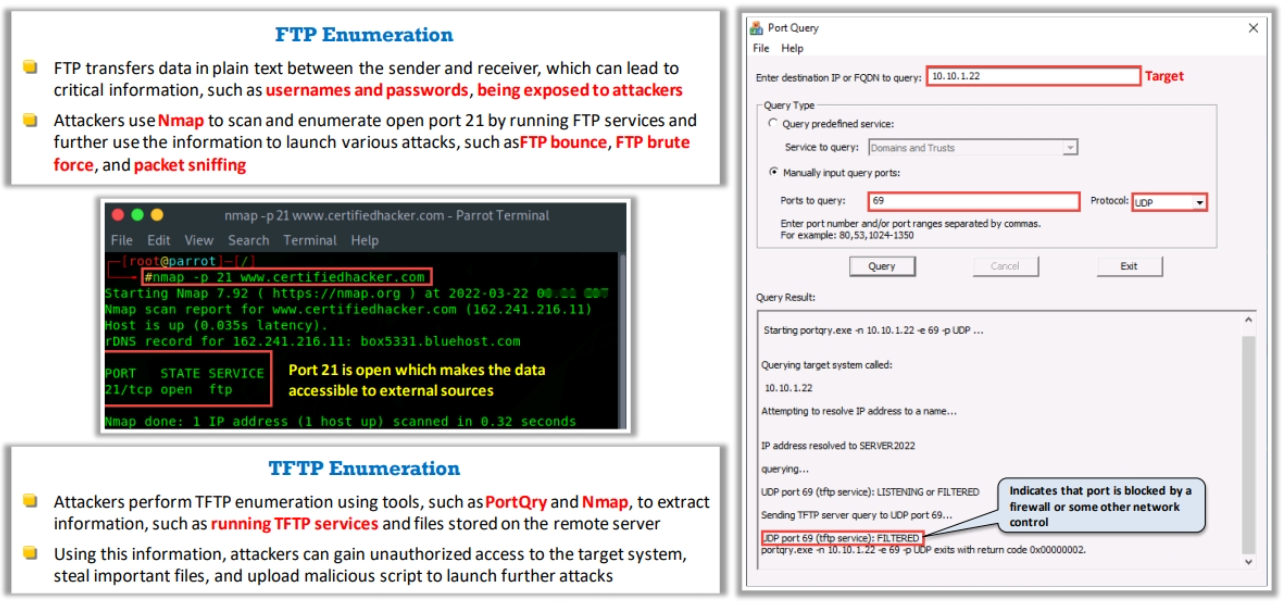 FTP Enumeration
FTP transfers data in plain text between the sender and receiver, which can lead to
critical information, such as usernames and passwords, being exposed to attackers
Attackers use Nmap to scan and enumerate open port 21 by running FTP services and
further use the information to launch various attacks, such asFTP bounce, FTP brute
force, and packet sniffing
nmap -p 21 www.certifiedhacker.com - Parrot Terminal
File Edit View Search Terminal Help
[root@parrot]-[/]
#nmap -p 21 www.certifiedhacker.com
Starting Nmap 7.92 ( https://nmap.org ) at 2022-03-22
Nmap scan report for www.certifiedhacker.com (162.241.216.11)
Host is up (0.035s latency).
rDNS record for 162.241.216.11: box5331.bluehost.com
PORT STATE SERVICE
21/tcp open ftp
Port 21 is open which makes the data
accessible to external sources
Nmap done: 1 IP address (1 host up) scanned in 0.32 seconds
TFTP Enumeration
Attackers perform TFTP enumeration using tools, such as PortQry and Nmap, to extract
information, such as running TFTP services and files stored on the remote server
Using this information, attackers can gain unauthorized access to the target system,
steal important files, and upload malicious script to launch further attacks
Port Query
File Help
Enter destination IP or FQDN to query: 10.10.1.22 Target
Query Type
Query predefined service:
Service to query: Domains and Trusts
Manually input query ports:
Ports to query: 69 Protocol: UDP
Enter port number and/or port ranges separated by commas.
For example: 80,53,1024-1350
Query Cancel Exit
Query Result:
Starting portqry.exe -n 10.10.1.22 -e 69 -p UDP ...
Querying target system called:
10.10.1.22
Attempting to resolve IP address to a name...
IP address resolved to SERVER2022
querying...
UDP port 69 (tftp service): LISTENING or FILTERED
Sending TFTP server query to UDP port 69...
UDP port 69 (tftp service): FILTERED
portqry.exe -n 10.10.1.22 -e 69 -p UDP exits with return code 0x00000002.
Indicates that port is blocked by a
firewall or some other network
control